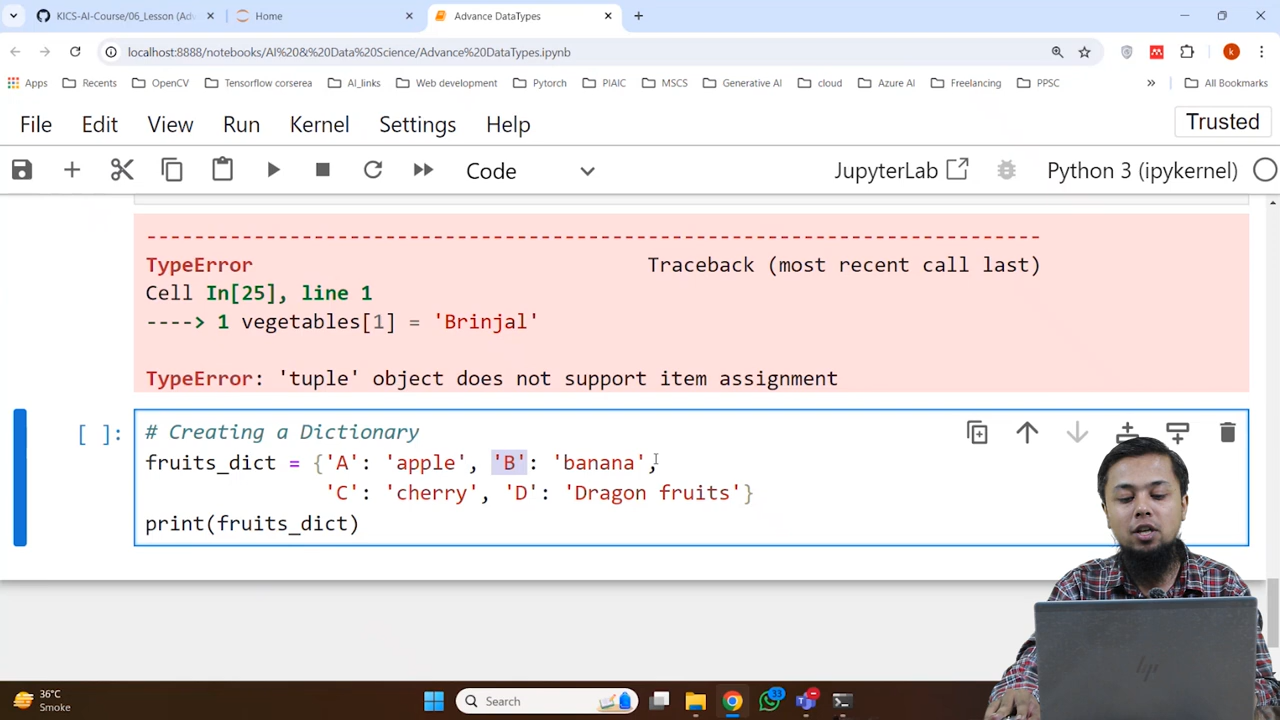 KICS-AI-Course/06_Lesson (Adv
Home
Advance DataTypes
localhost:8888/notebooks/AI%20&%20Data%20Science/Advance%20DataTypes.ipynb
k
Apps
Recents
OpenCV
Tensorflow corsera
AI_links
Web development
Pytorch
PIAIC
MSCS
Generative AI
cloud
Azure AI
Freelancing
PPSC
»
All Bookmarks
File
Edit
View
Run
Kernel
Settings
Help
Trusted
Code
JupyterLab
Python 3 (ipykernel)
---------------------------------------------------------------------------
TypeError Traceback (most recent call last)
Cell In[25], line 1
----> 1 vegetables[1] = 'Brinjal'
TypeError: 'tuple' object does not support item assignment
[ ]:
# Creating a Dictionary
fruits_dict = {'A': 'apple', 'B': 'banana',
'C': 'cherry', 'D': 'Dragon fruits'}
print(fruits_dict)
hp
36°C
Smoke
Search
33